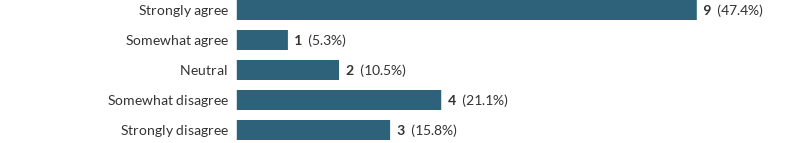 Strongly agree 9 (47.4%)
Somewhat agree 1 (5.3%)
Neutral 2 (10.5%)
Somewhat disagree 4 (21.1%)
Strongly disagree 3 (15.8%)